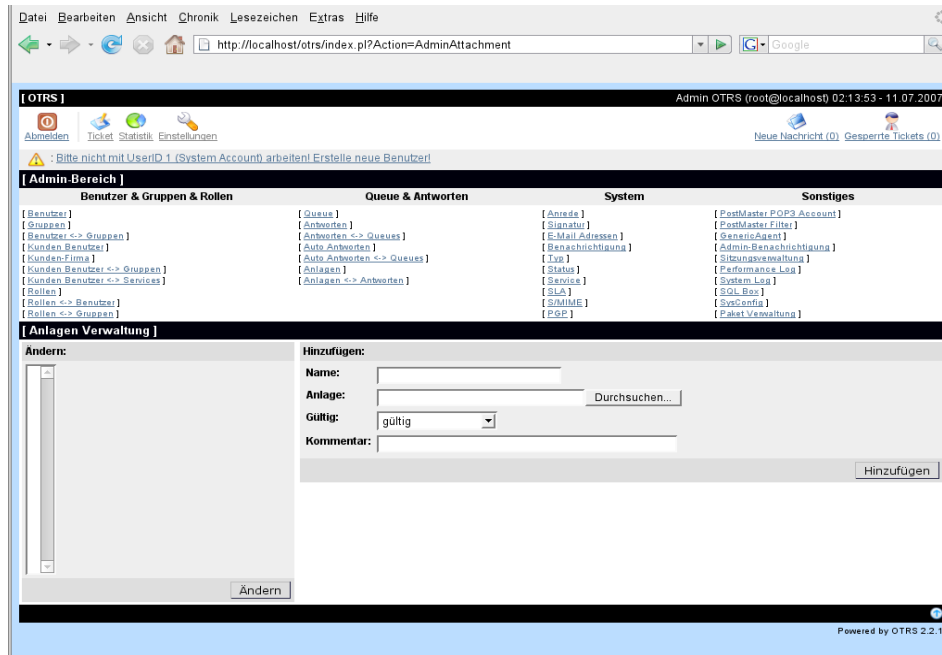 Datei Bearbeiten Ansicht Chronik Lesezeichen Extras Hilfe
http://localhost/otrs/index.pl?Action=AdminAttachment
G Google
[ OTRS ] Admin OTRS (root@localhost) 02:13:53 - 11.07.2007
Abmelden Ticket Statistik Einstellungen Neue Nachricht (0) Gesperrte Tickets (0)
: Bitte nicht mit UserID 1 (System Account) arbeiten! Erstelle neue Benutzer!
[ Admin-Bereich ]
Benutzer & Gruppen & Rollen Queue & Antworten System Sonstiges
[ Benutzer ] [ Queue ] [ Anrede ] [ PostMaster POP3 Account ]
[ Gruppen ] [ Antworten ] [ Signatur ] [ PostMaster Filter ]
[ Benutzer <-> Gruppen ] [ Antworten <-> Queues ] [ E-Mail Adressen ] [ GenericAgent ]
[ Kunden Benutzer ] [ Auto Antworten ] [ Benachrichtigung ] [ Admin-Benachrichtigung ]
[ Kunden-Firma ] [ Auto Antworten <-> Queues ] [ Typ ] [ Sitzungsverwaltung ]
[ Kunden Benutzer <-> Gruppen ] [ Anlagen ] [ Status ] [ Performance Log ]
[ Kunden Benutzer <-> Services ] [ Anlagen <-> Antworten ] [ Service ] [ System Log ]
[ Rollen ] [ SLA ] [ SQL Box ]
[ Rollen <-> Benutzer ] [ S/MIME ] [ SysConfig ]
[ Rollen <-> Gruppen ] [ PGP ] [ Paket Verwaltung ]
[ Anlagen Verwaltung ]
Ändern: Hinzufügen:
Name:
Anlage: Durchsuchen...
Gültig: gültig
Kommentar:
Hinzufügen
Ändern
Powered by OTRS 2.2.1